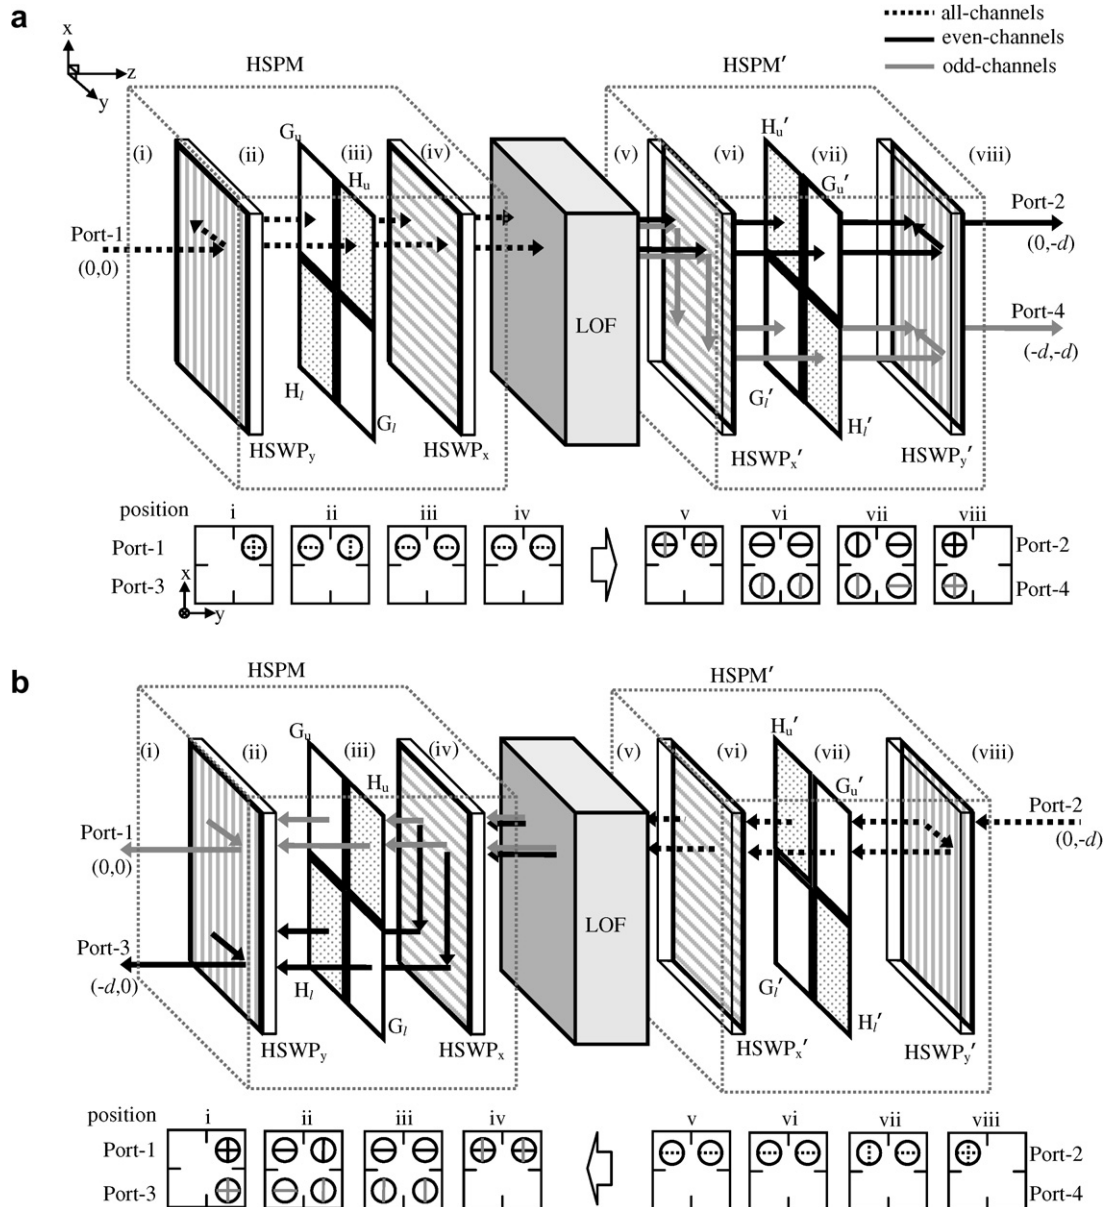 a
all-channels
even-channels
odd-channels
x
z
y
HSPM
HSPM′
(i)
(ii)
Gu
(iii)
Hu
(iv)
(v)
(vi)
Hu′
(vii)
Gu′
(viii)
Port-1
(0,0)
Port-2
(0,-d)
LOF
Port-4
(-d,-d)
Hl
Gl
Gl′
Hl′
HSWPy
HSWPx
HSWPx′
HSWPy′
position
i
ii
iii
iv
v
vi
vii
viii
Port-1
Port-2
Port-3
Port-4
x
y
b
HSPM
HSPM′
(i)
(ii)
Gu
(iii)
Hu
(iv)
(v)
(vi)
Hu′
(vii)
Gu′
(viii)
Port-1
(0,0)
Port-2
(0,-d)
LOF
Port-3
(-d,0)
Hl
Gl
Gl′
Hl′
HSWPy
HSWPx
HSWPx′
HSWPy′
position
i
ii
iii
iv
v
vi
vii
viii
Port-1
Port-2
Port-3
Port-4